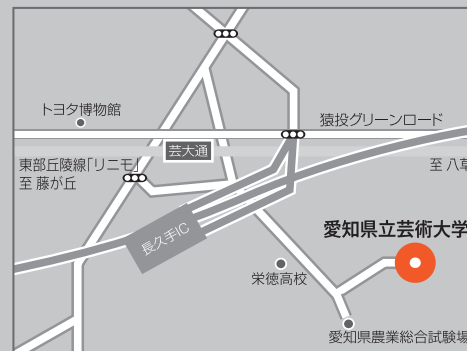 トヨタ博物館
猿投グリーンロード
芸大通
東部丘陵線「リニモ」
至 藤が丘
至 八草
長久手IC
愛知県立芸術大学
栄徳高校
愛知県農業総合試験場